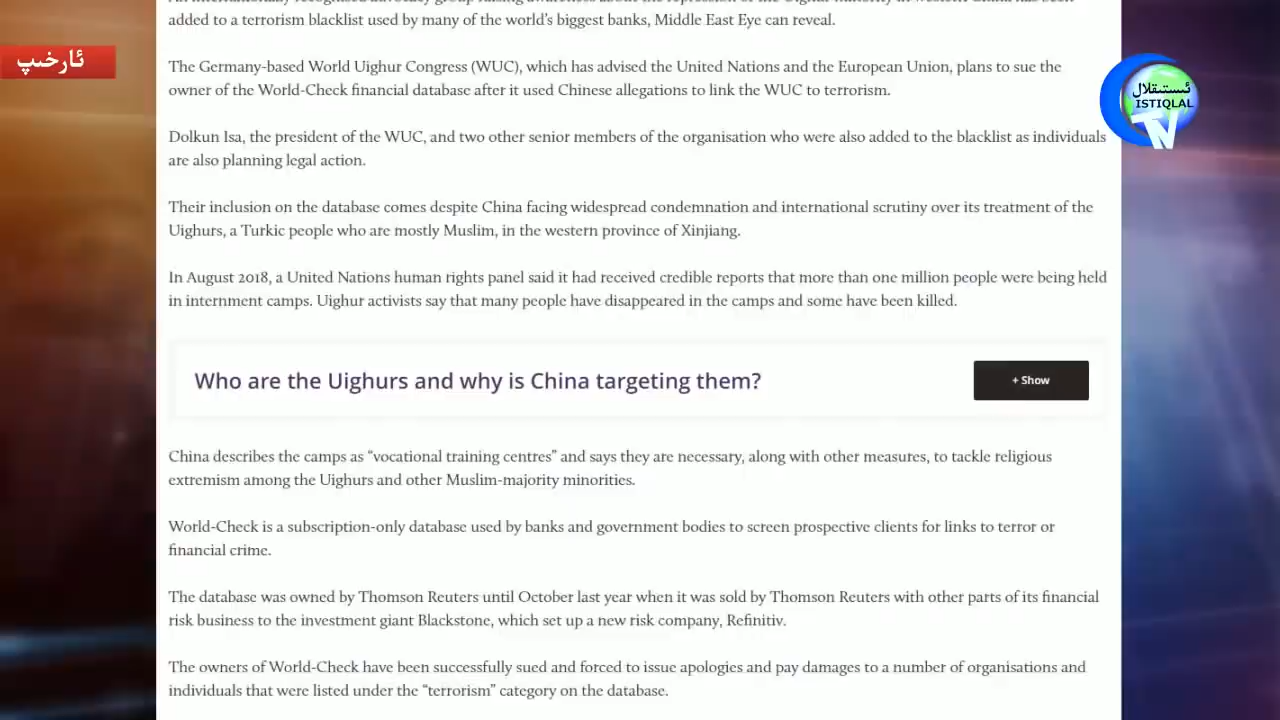 added to a terrorism blacklist used by many of the world’s biggest banks, Middle East Eye can reveal.
ئارخىپ
The Germany-based World Uighur Congress (WUC), which has advised the United Nations and the European Union, plans to sue the
owner of the World-Check financial database after it used Chinese allegations to link the WUC to terrorism.
ئىستىقلال
ISTIQLAL
TV
Dolkun Isa, the president of the WUC, and two other senior members of the organisation who were also added to the blacklist as individuals
are also planning legal action.
Their inclusion on the database comes despite China facing widespread condemnation and international scrutiny over its treatment of the
Uighurs, a Turkic people who are mostly Muslim, in the western province of Xinjiang.
In August 2018, a United Nations human rights panel said it had received credible reports that more than one million people were being held
in internment camps. Uighur activists say that many people have disappeared in the camps and some have been killed.
Who are the Uighurs and why is China targeting them?
+ Show
China describes the camps as “vocational training centres” and says they are necessary, along with other measures, to tackle religious
extremism among the Uighurs and other Muslim-majority minorities.
World-Check is a subscription-only database used by banks and government bodies to screen prospective clients for links to terror or
financial crime.
The database was owned by Thomson Reuters until October last year when it was sold by Thomson Reuters with other parts of its financial
risk business to the investment giant Blackstone, which set up a new risk company, Refinitiv.
The owners of World-Check have been successfully sued and forced to issue apologies and pay damages to a number of organisations and
individuals that were listed under the “terrorism” category on the database.